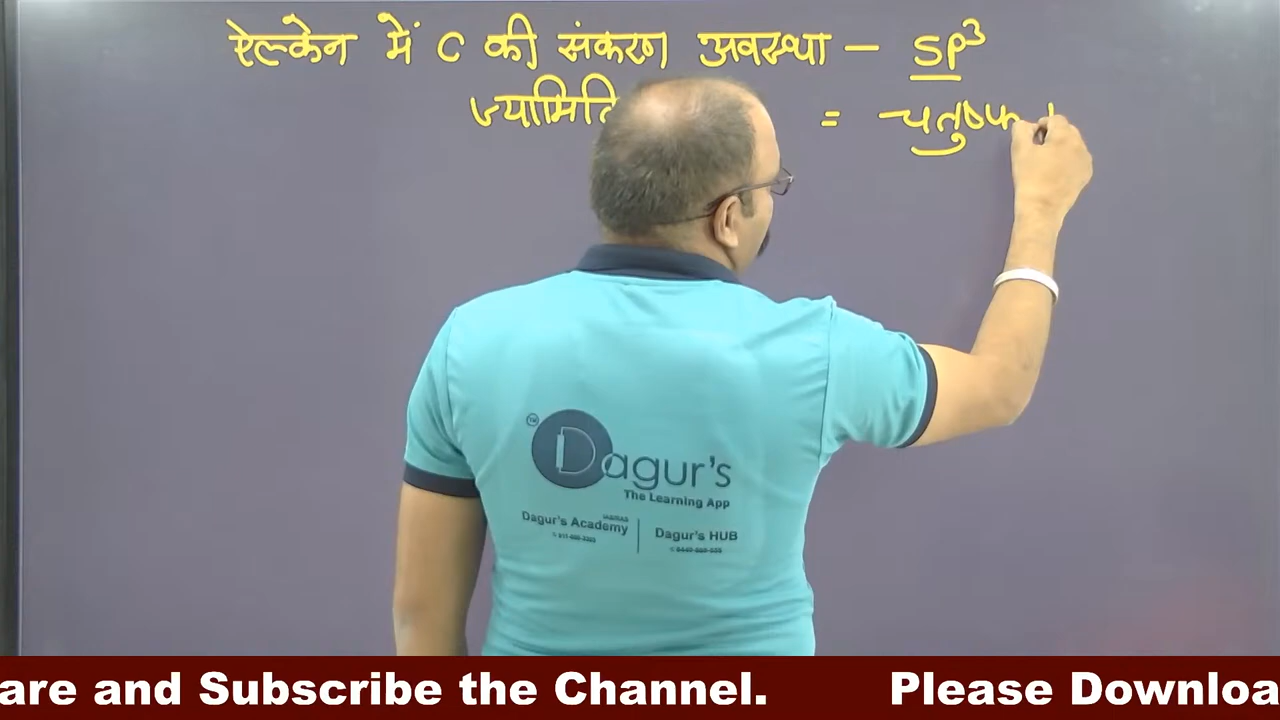 ऐल्केन में C की संकरण अवस्था – sp³
=
TM
Dagur's
The Learning App
Dagur's Academy
Dagur's HUB
are and Subscribe the Channel. Please Downloa